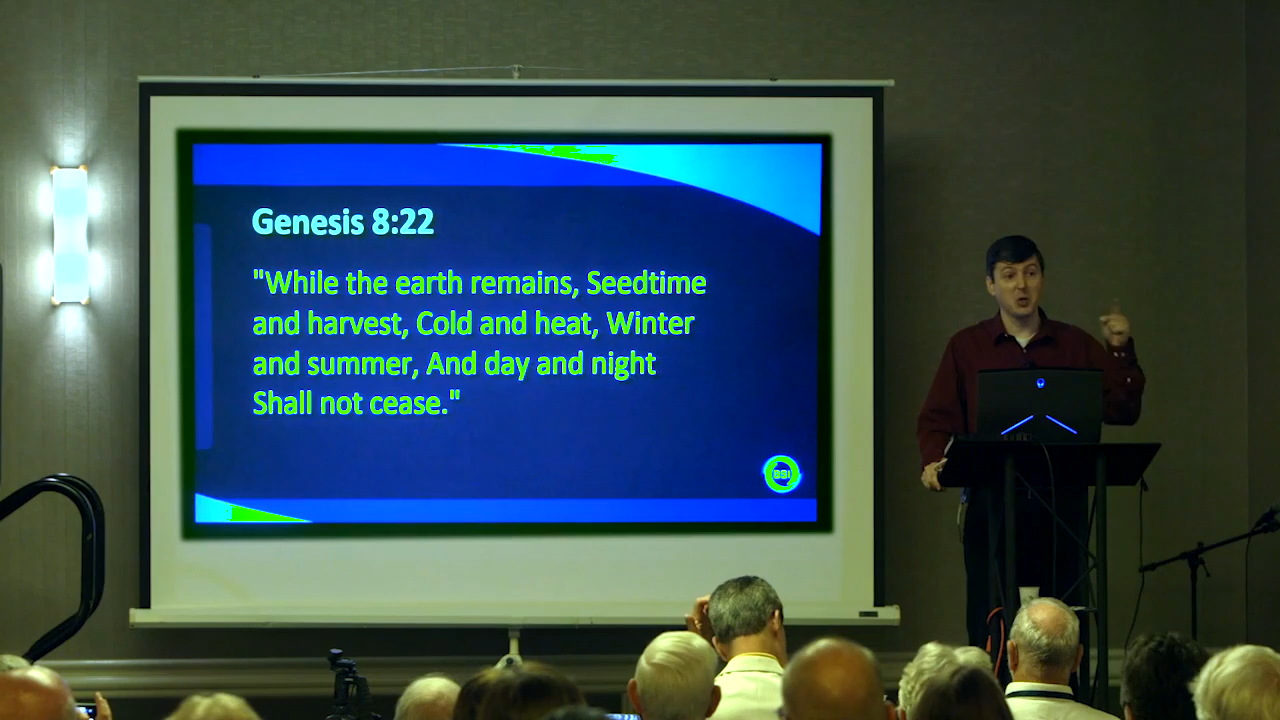 Genesis 8:22
"While the earth remains, Seedtime
and harvest, Cold and heat, Winter
and summer, And day and night
Shall not cease."